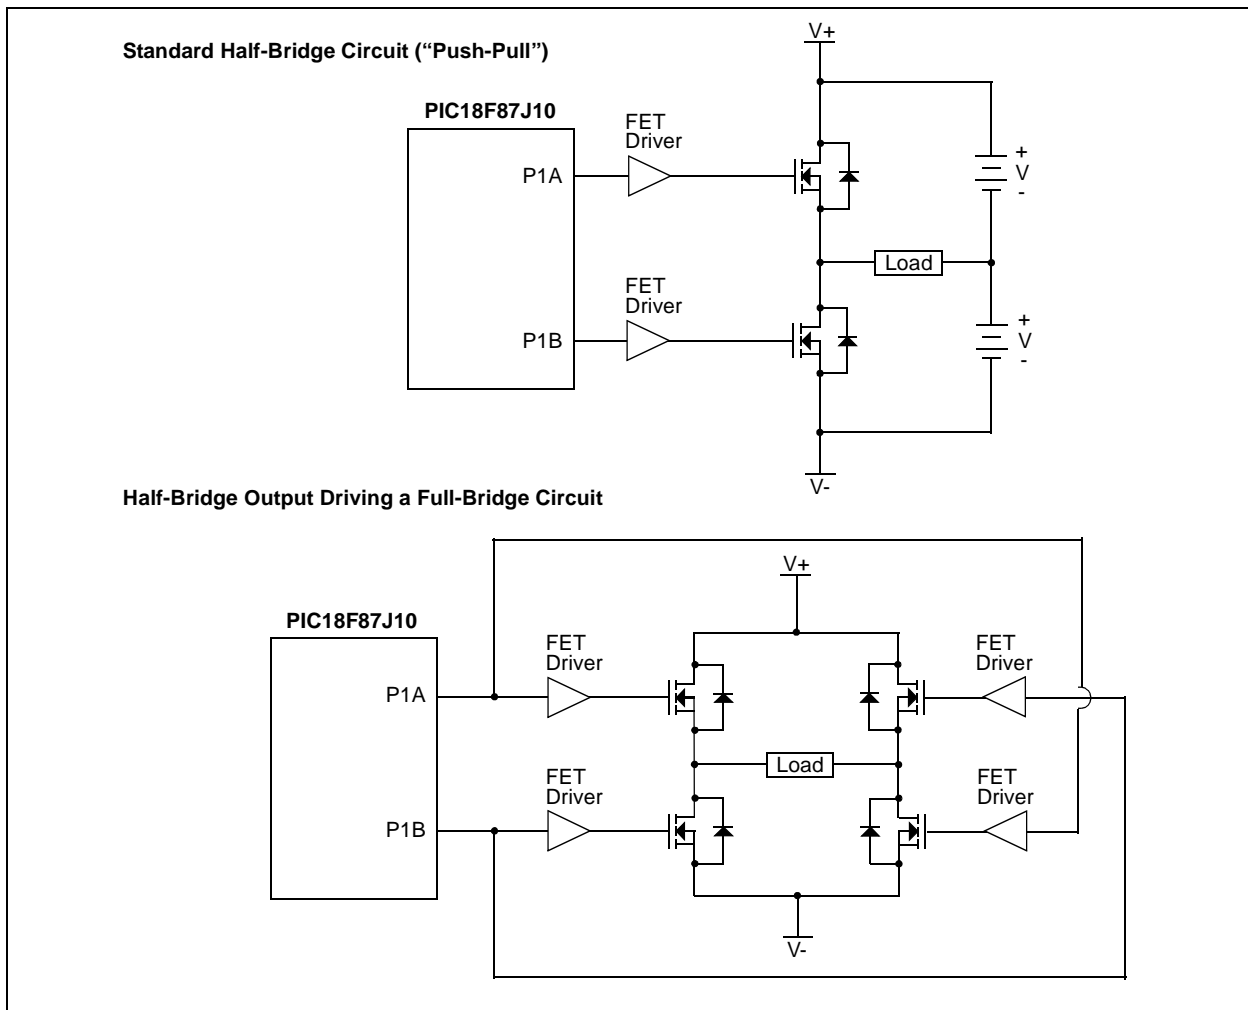 Standard Half-Bridge Circuit (“Push-Pull”)
V+
PIC18F87J10
FET
Driver
P1A
+
V
-
Load
FET
Driver
P1B
+
V
-
V-
Half-Bridge Output Driving a Full-Bridge Circuit
V+
PIC18F87J10
FET
Driver
FET
Driver
P1A
Load
FET
Driver
FET
Driver
P1B
V-